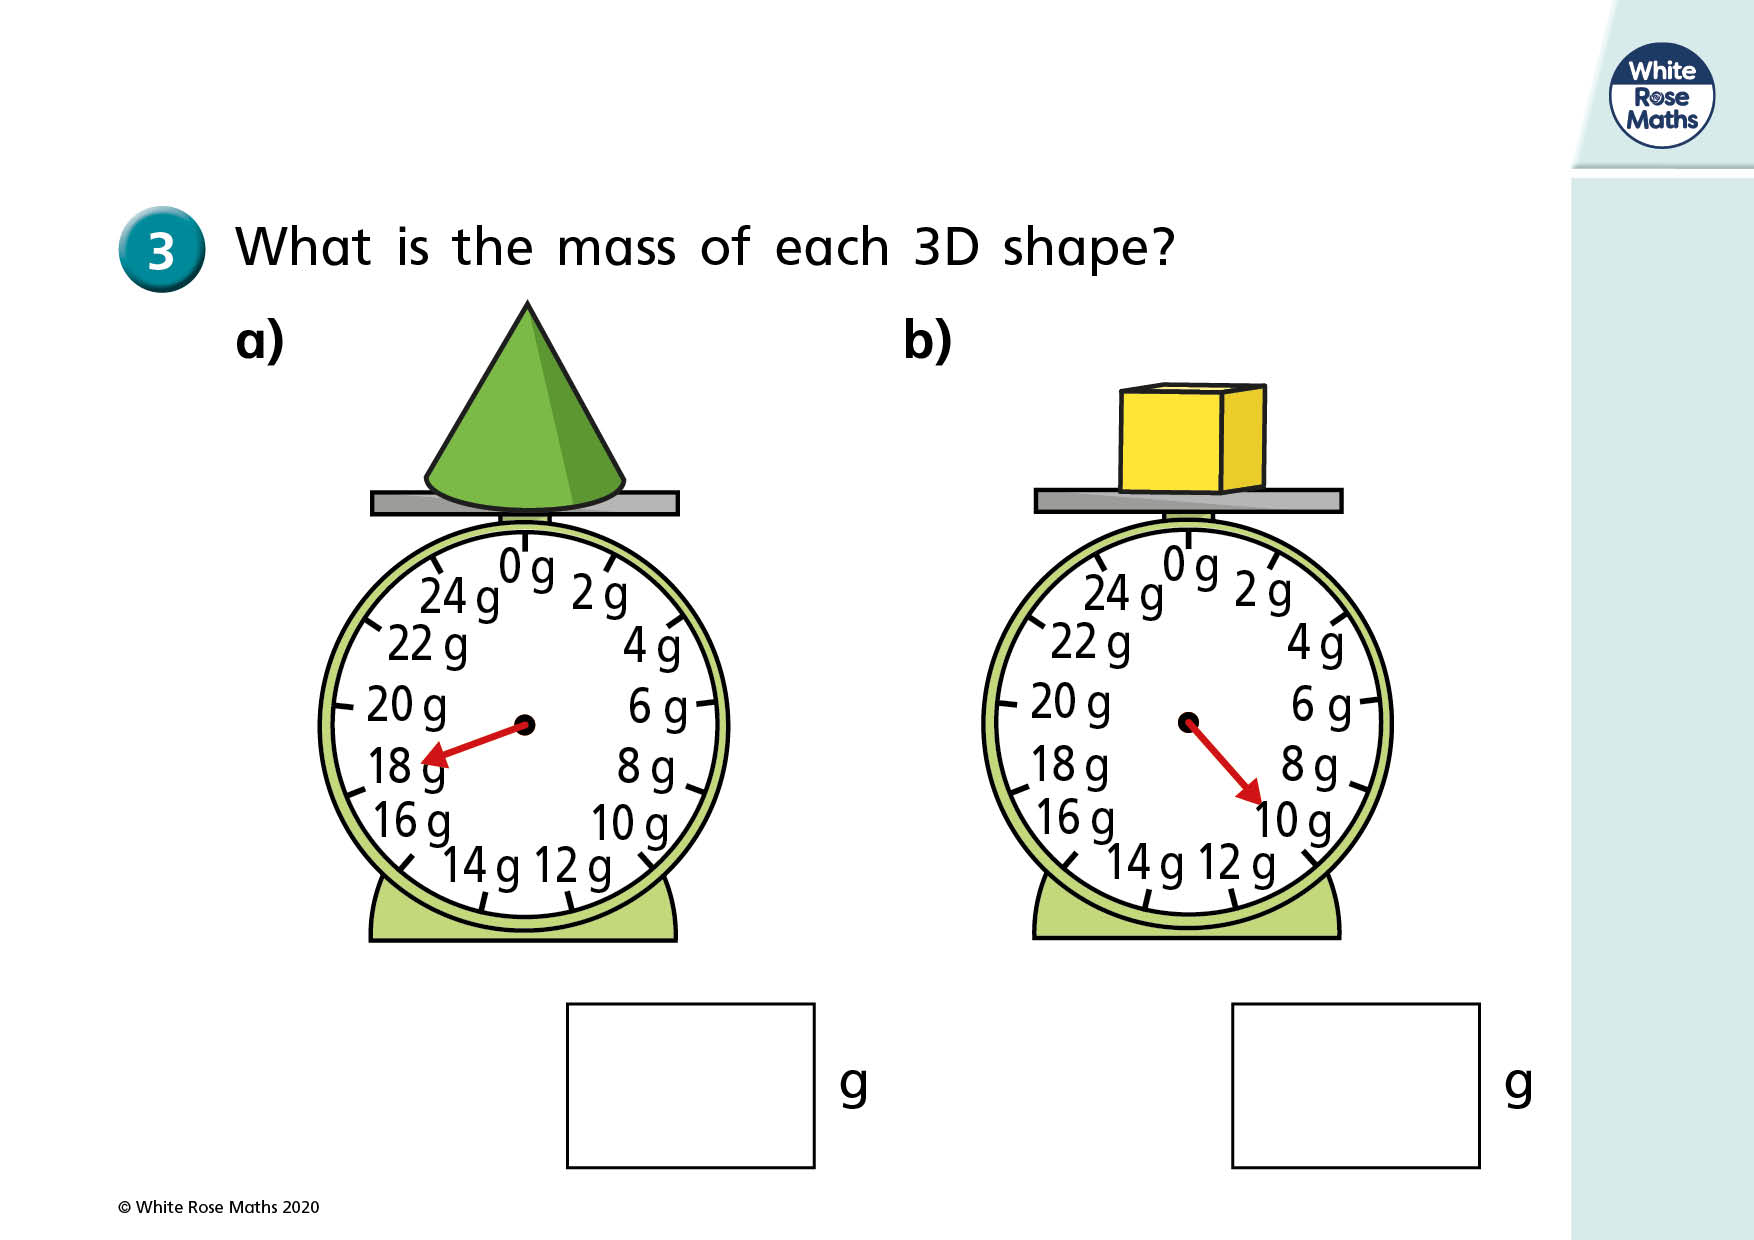 White
Rose
Maths
3 What is the mass of each 3D shape?
a)
b)
0 g
2 g
4 g
6 g
8 g
10 g
12 g
14 g
16 g
18 g
20 g
22 g
24 g
0 g
2 g
4 g
6 g
8 g
10 g
12 g
14 g
16 g
18 g
20 g
22 g
24 g
g
g
© White Rose Maths 2020